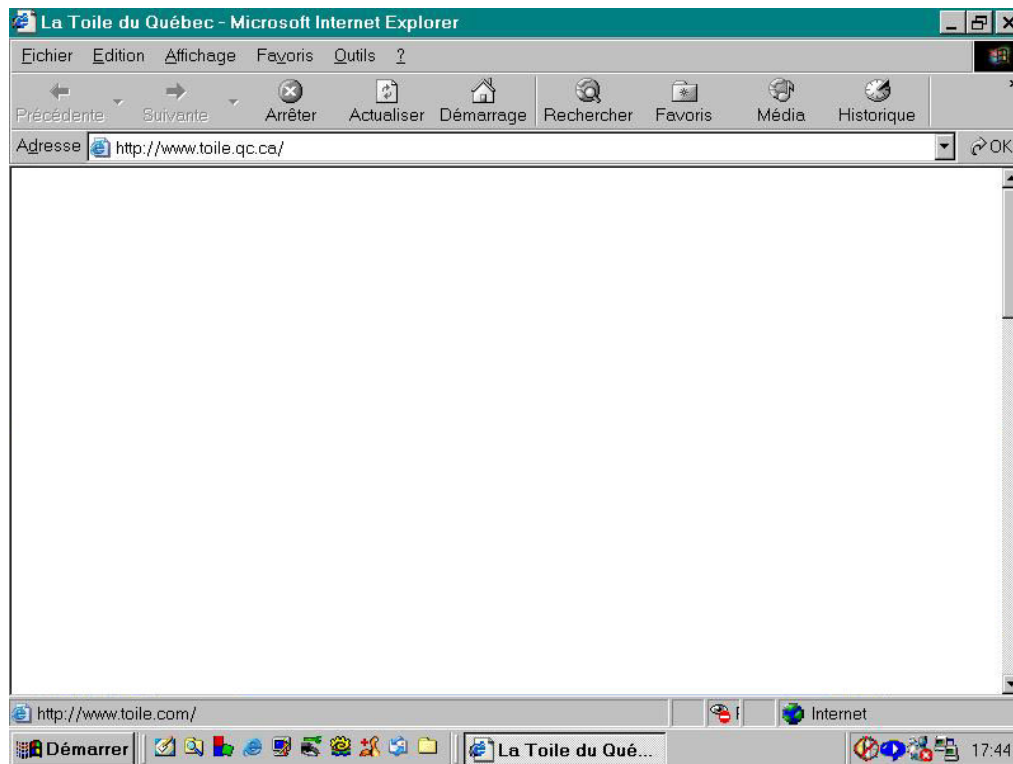 La Toile du Québec - Microsoft Internet Explorer
Fichier Edition Affichage Favoris Outils ?
Précédente Suivante Arrêter Actualiser Démarrage Rechercher Favoris Média Historique
Adresse http://www.toile.qc.ca/ OK
http://www.toile.com/ Internet
Démarrer La Toile du Qué... 17:44